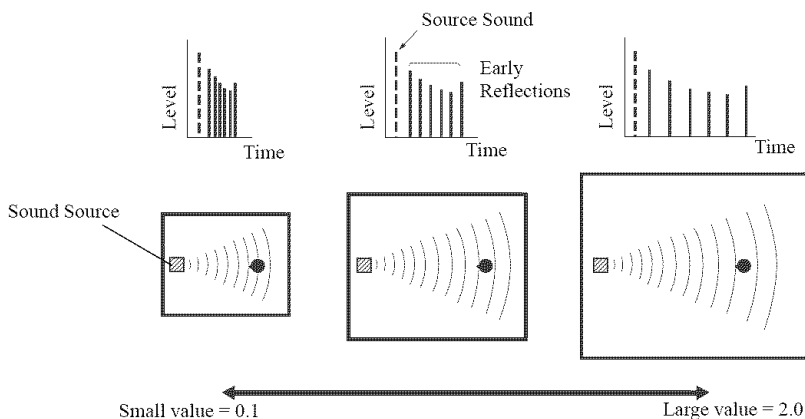 Source Sound
Level
Time
Level
Early
Reflections
Time
Level
Time
Sound Source
Small value = 0.1
Large value = 2.0